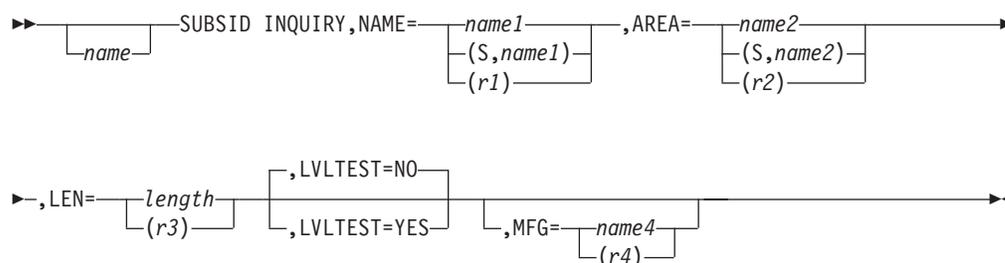 SUBSID INQUIRY,NAME= name1 ,AREA= name2
name (S,name1) (S,name2)
(r1) (r2)
,LVLTEST=NO
,LEN= length
(r3) ,LVLTEST=YES ,MFG= name4
(r4)